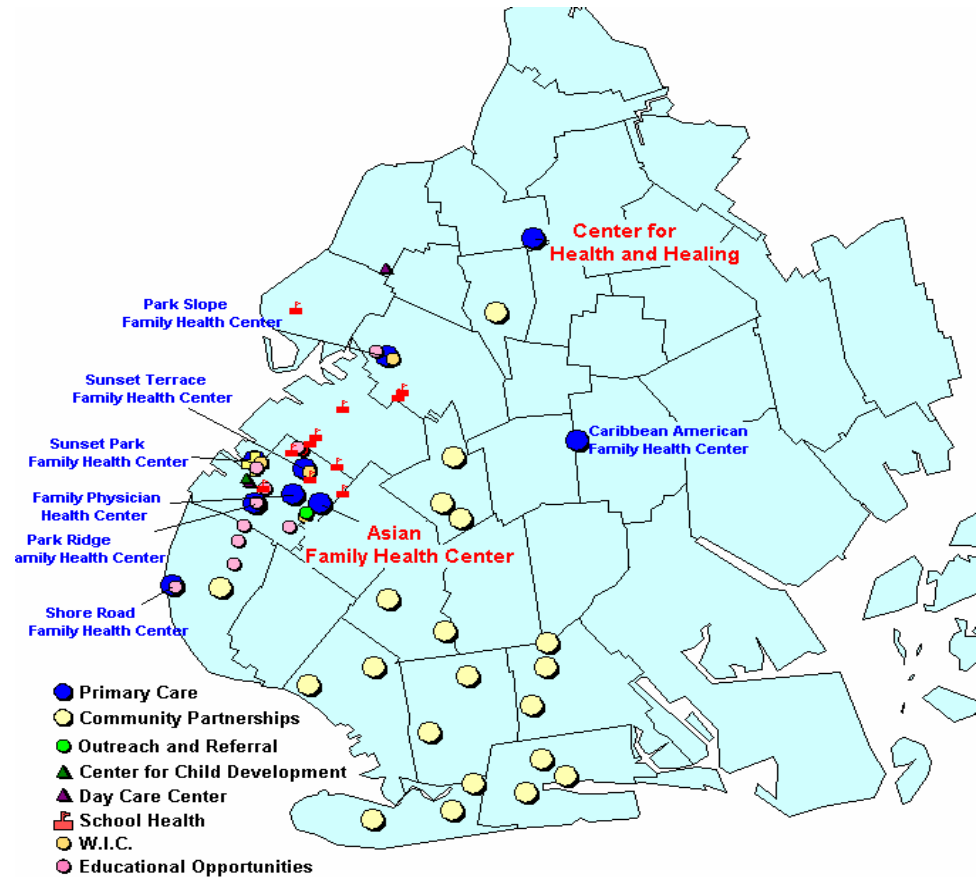 Center for
Health and Healing
Park Slope
Family Health Center
Sunset Terrace
Family Health Center
Caribbean American
Family Health Center
Sunset Park
Family Health Center
Family Physician
Health Center
Asian
Family Health Center
Park Ridge
amily Health Center
Shore Road
Family Health Center
Primary Care
Community Partnerships
Outreach and Referral
Center for Child Development
Day Care Center
School Health
W.I.C.
Educational Opportunities